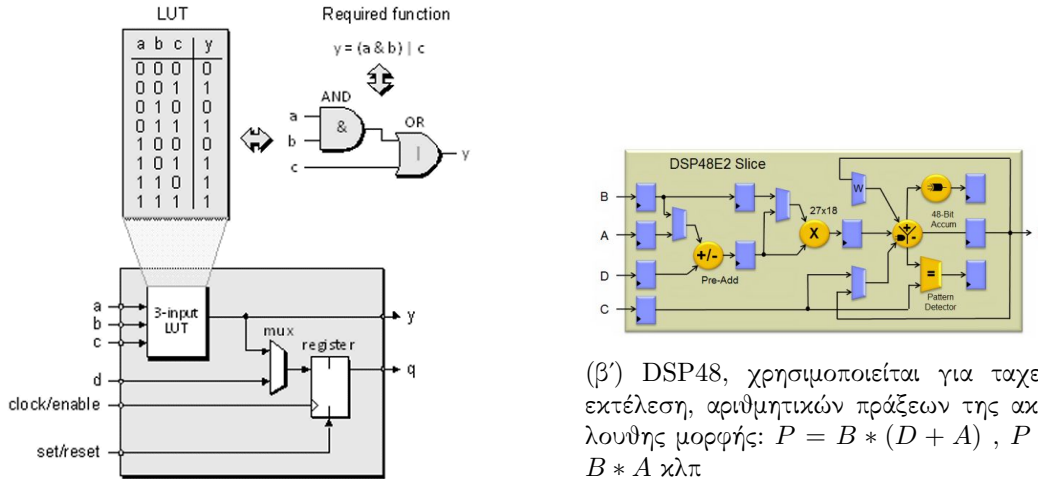 LUT
Required function
a b c y
0 0 0 0
0 0 1 1
0 1 0 0
0 1 1 1
1 0 0 0
1 0 1 1
1 1 0 1
1 1 1 1
y = (a & b) | c
AND
a
&
b
OR
|
y
c
a
b
c
3-input
LUT
y
mux
register
q
d
clock/enable
set/reset
DSP48E2 Slice
B
A
D
C
+/-
Pre-Add
27x18
X
W
+
-
48-Bit
Accum
=
Pattern
Detector
(β΄) DSP48, χρησιμοποιείται για ταχε
εκτέλεση, αριθμητικών πράξεων της ακ
λουθης μορφής: P = B ∗ (D + A) , P
B ∗ A κλπ